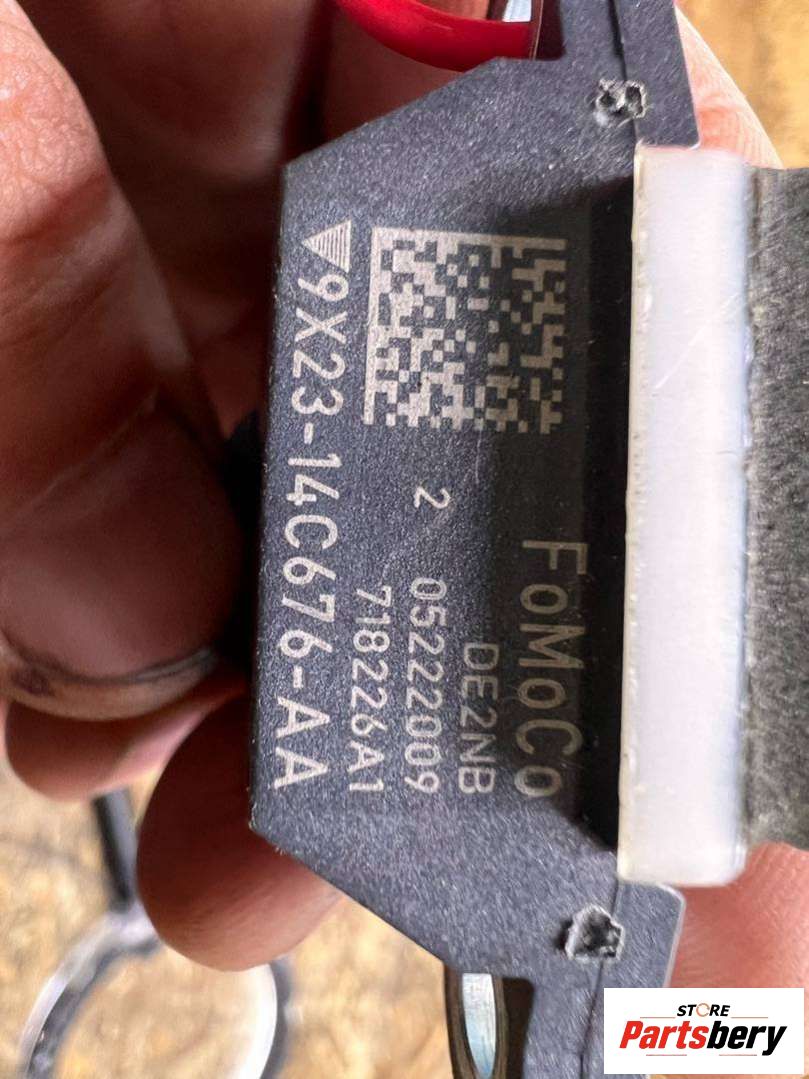 FoMoCo
DE2NB
2 05222009
718226A1
9X23-14C676-AA
STORE
Partsbery